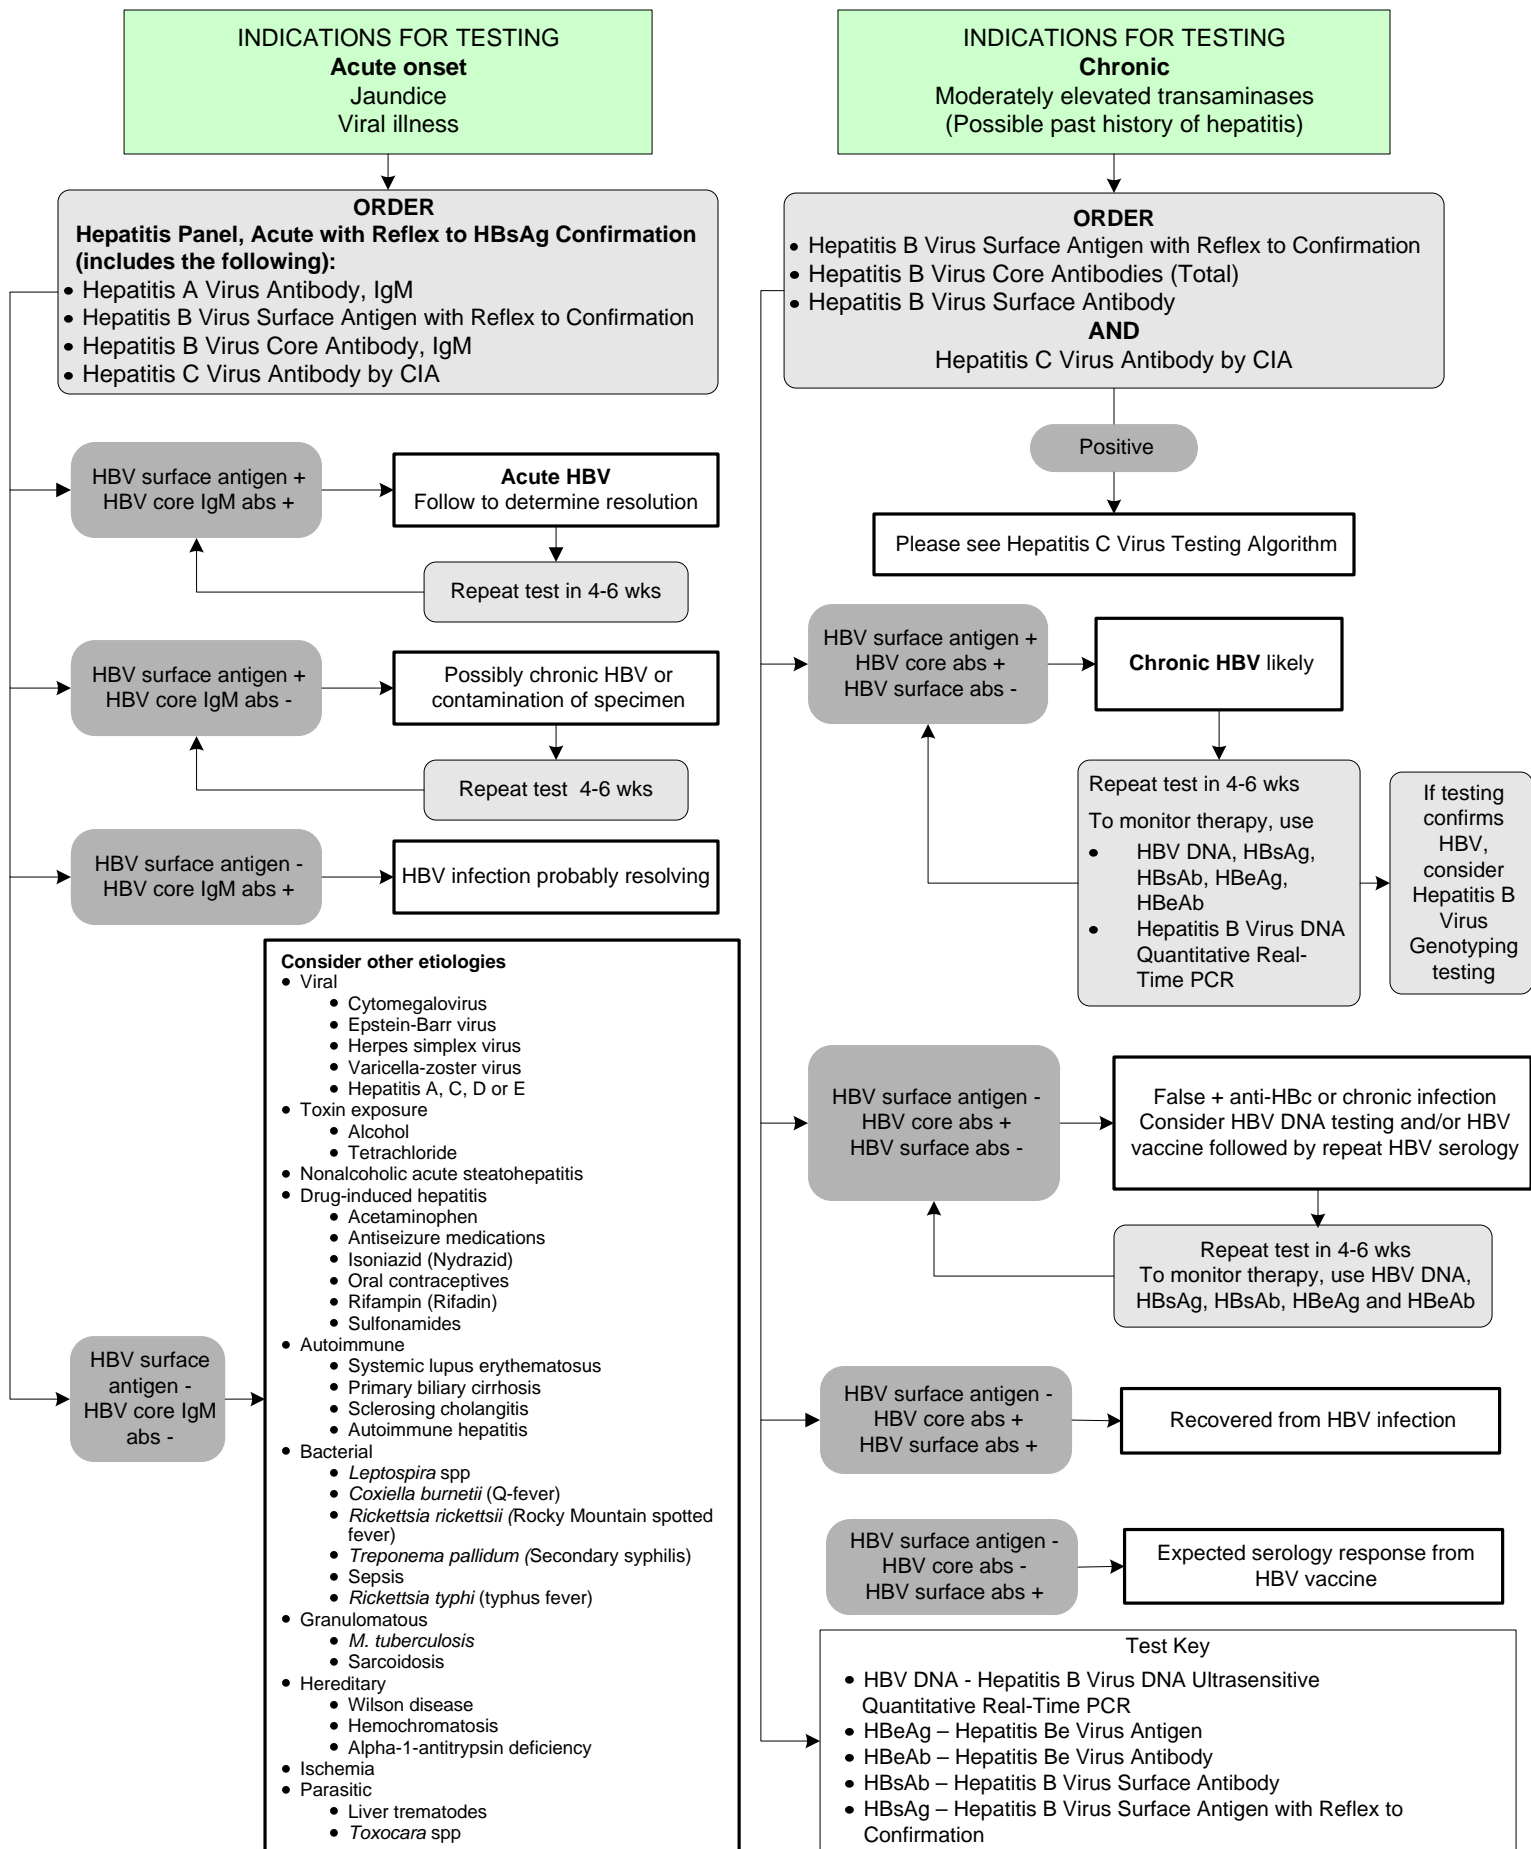 INDICATIONS FOR TESTING
Acute onset
Jaundice
Viral illness
ORDER
Hepatitis Panel, Acute with Reflex to HBsAg Confirmation
(includes the following):
• Hepatitis A Virus Antibody, IgM
• Hepatitis B Virus Surface Antigen with Reflex to Confirmation
• Hepatitis B Virus Core Antibody, IgM
• Hepatitis C Virus Antibody by CIA
HBV surface antigen +
HBV core IgM abs +
Acute HBV
Follow to determine resolution
Repeat test in 4-6 wks
HBV surface antigen +
HBV core IgM abs -
Possibly chronic HBV or
contamination of specimen
Repeat test  4-6 wks
HBV surface antigen -
HBV core IgM abs +
HBV infection probably resolving
HBV surface
antigen -
HBV core IgM
abs -
Consider other etiologies
• Viral
• Cytomegalovirus
• Epstein-Barr virus
• Herpes simplex virus
• Varicella-zoster virus
• Hepatitis A, C, D or E
• Toxin exposure
• Alcohol
• Tetrachloride
• Nonalcoholic acute steatohepatitis
• Drug-induced hepatitis
• Acetaminophen
• Antiseizure medications
• Isoniazid (Nydrazid)
• Oral contraceptives
• Rifampin (Rifadin)
• Sulfonamides
• Autoimmune
• Systemic lupus erythematosus
• Primary biliary cirrhosis
• Sclerosing cholangitis
• Autoimmune hepatitis
• Bacterial
• Leptospira spp
• Coxiella burnetii (Q-fever)
• Rickettsia rickettsii (Rocky Mountain spotted
fever)
• Treponema pallidum (Secondary syphilis)
• Sepsis
• Rickettsia typhi (typhus fever)
• Granulomatous
• M. tuberculosis
• Sarcoidosis
• Hereditary
• Wilson disease
• Hemochromatosis
• Alpha-1-antitrypsin deficiency
• Ischemia
• Parasitic
• Liver trematodes
• Toxocara spp
INDICATIONS FOR TESTING
Chronic
Moderately elevated transaminases
(Possible past history of hepatitis)
ORDER
• Hepatitis B Virus Surface Antigen with Reflex to Confirmation
• Hepatitis B Virus Core Antibodies (Total)
• Hepatitis B Virus Surface Antibody
AND
Hepatitis C Virus Antibody by CIA
Positive
Please see Hepatitis C Virus Testing Algorithm
HBV surface antigen +
HBV core abs +
HBV surface abs -
Chronic HBV likely
Repeat test in 4-6 wks
To monitor therapy, use
• HBV DNA, HBsAg,
HBsAb, HBeAg,
HBeAb
• Hepatitis B Virus DNA
Quantitative Real-
Time PCR
If testing
confirms
HBV,
consider
Hepatitis B
Virus
Genotyping
testing
HBV surface antigen -
HBV core abs +
HBV surface abs -
False + anti-HBc or chronic infection
Consider HBV DNA testing and/or HBV
vaccine followed by repeat HBV serology
Repeat test in 4-6 wks
To monitor therapy, use HBV DNA,
HBsAg, HBsAb, HBeAg and HBeAb
HBV surface antigen -
HBV core abs +
HBV surface abs +
Recovered from HBV infection
HBV surface antigen -
HBV core abs -
HBV surface abs +
Expected serology response from
HBV vaccine
Test Key
• HBV DNA - Hepatitis B Virus DNA Ultrasensitive
Quantitative Real-Time PCR
• HBeAg – Hepatitis Be Virus Antigen
• HBeAb – Hepatitis Be Virus Antibody
• HBsAb – Hepatitis B Virus Surface Antibody
• HBsAg – Hepatitis B Virus Surface Antigen with Reflex to
Confirmation